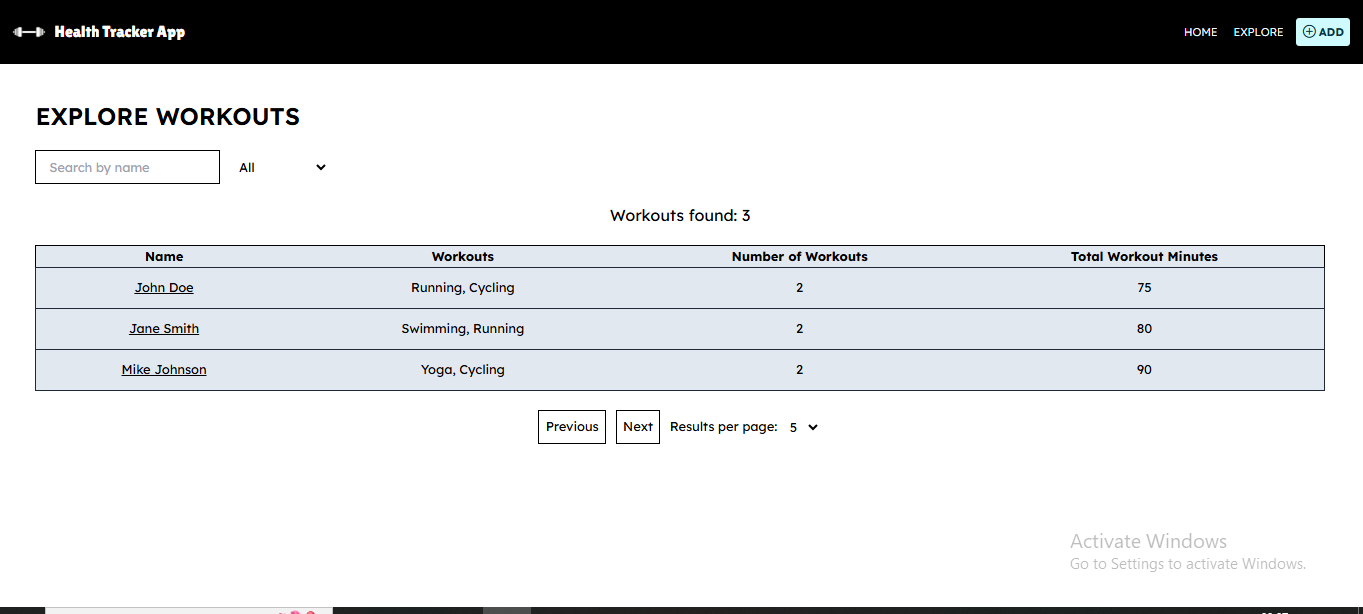 Health Tracker App
HOME EXPLORE ADD
EXPLORE WORKOUTS
Search by name All
Workouts found: 3
Name Workouts Number of Workouts Total Workout Minutes
John Doe Running, Cycling 2 75
Jane Smith Swimming, Running 2 80
Mike Johnson Yoga, Cycling 2 90
Previous Next Results per page: 5
Activate Windows
Go to Settings to activate Windows.